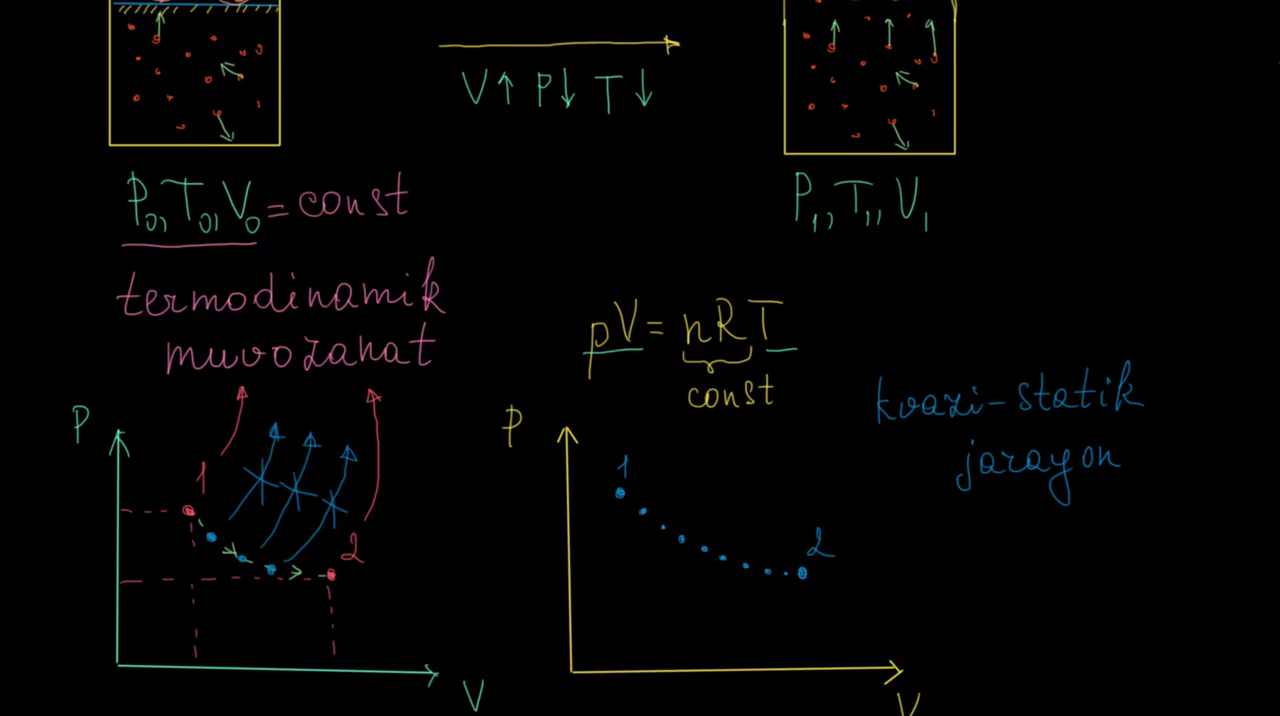 V↑ P↓ T↓
P₀, T₀, V₀ = const
P₁, T₁, V₁
termodinamik
muvozanat
pV = nRT
const
kvazi-statik
jarayon
P
1
2
V
P
1
2
V